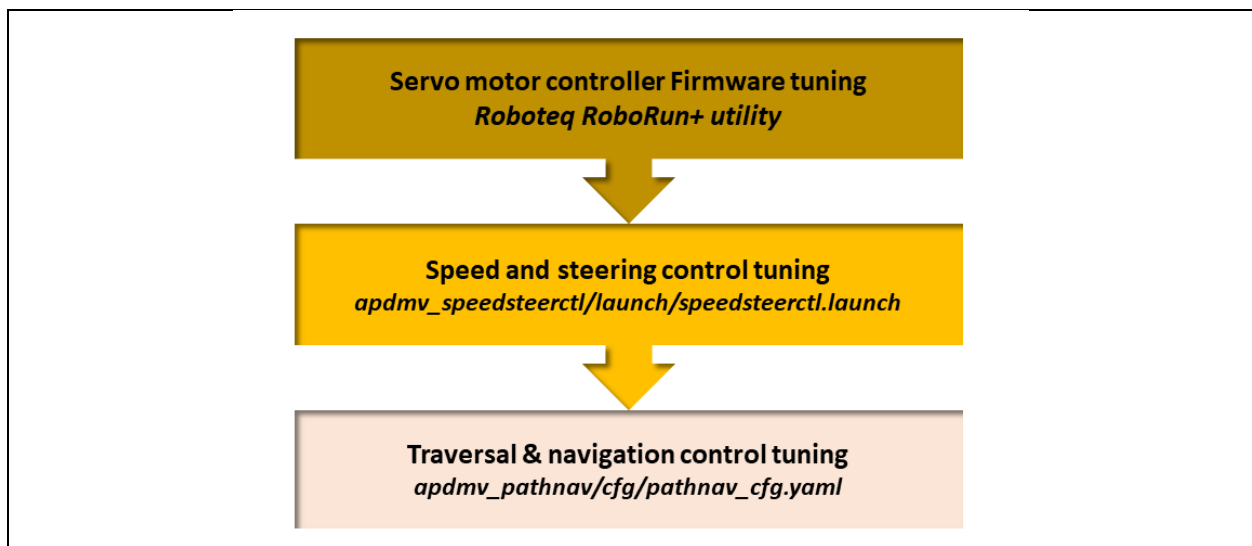 Servo motor controller Firmware tuning
Roboteq RoboRun+ utility
Speed and steering control tuning
apdmv_speedsteerctl/launch/speedsteerctl.launch
Traversal & navigation control tuning
apdmv_pathnav/cfg/pathnav_cfg.yaml